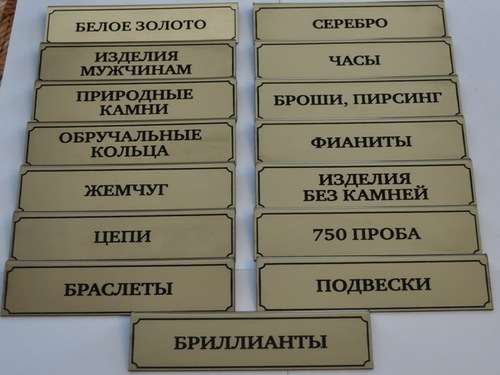 БЕЛОЕ ЗОЛОТО
ИЗДЕЛИЯ
МУЖЧИНАМ
ПРИРОДНЫЕ
КАМНИ
ОБРУЧАЛЬНЫЕ
КОЛЬЦА
ЖЕМЧУГ
ЦЕПИ
БРАСЛЕТЫ
СЕРЕБРО
ЧАСЫ
БРОШИ, ПИРСИНГ
ФИАНИТЫ
ИЗДЕЛИЯ
БЕЗ КАМНЕЙ
750 ПРОБА
ПОДВЕСКИ
БРИЛЛИАНТЫ